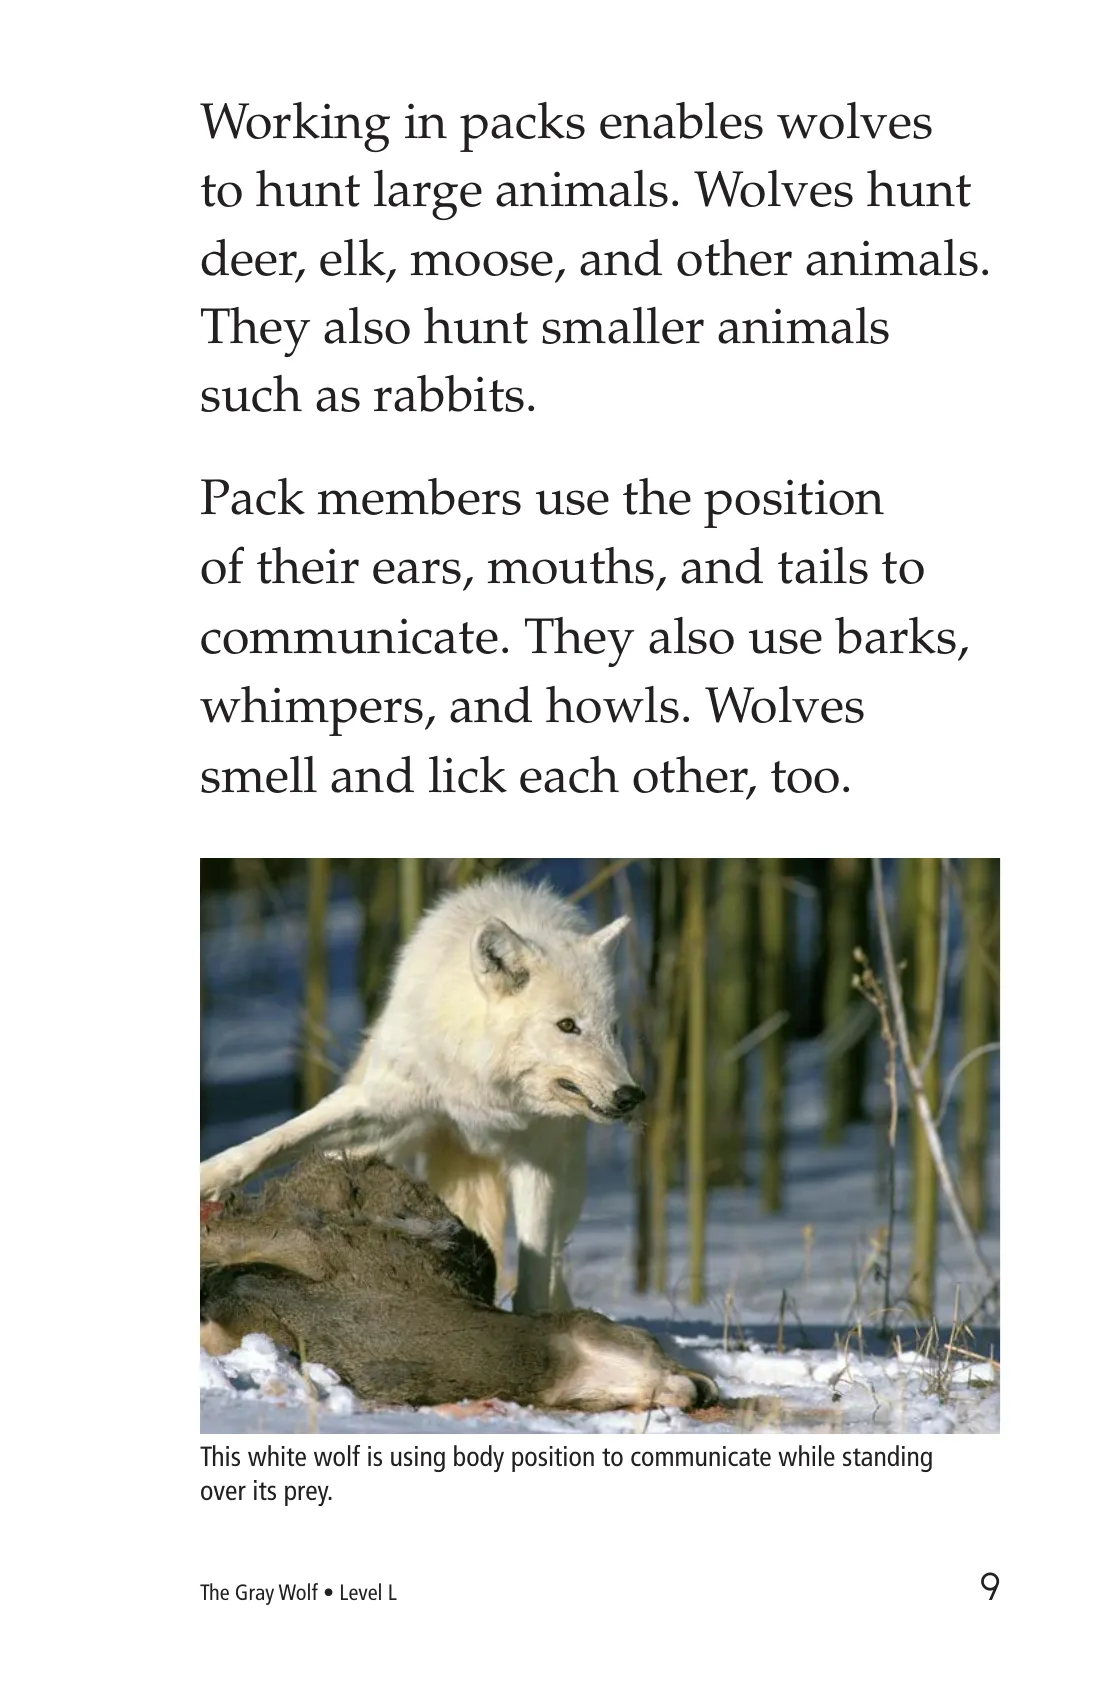 Working in packs enables wolves
to hunt large animals. Wolves hunt
deer, elk, moose, and other animals.
They also hunt smaller animals
such as rabbits.
Pack members use the position
of their ears, mouths, and tails to
communicate. They also use barks,
whimpers, and howls. Wolves
smell and lick each other, too.
This white wolf is using body position to communicate while standing
over its prey.
The Gray Wolf • Level L
9